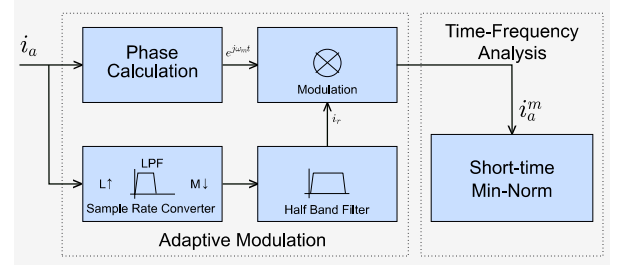 i_a
Phase
Calculation
e^{jω_m t}
Modulation
Time-Frequency
Analysis
i_r
i_a^m
LPF
L↑
M↓
Sample Rate Converter
Half Band Filter
Short-time
Min-Norm
Adaptive Modulation